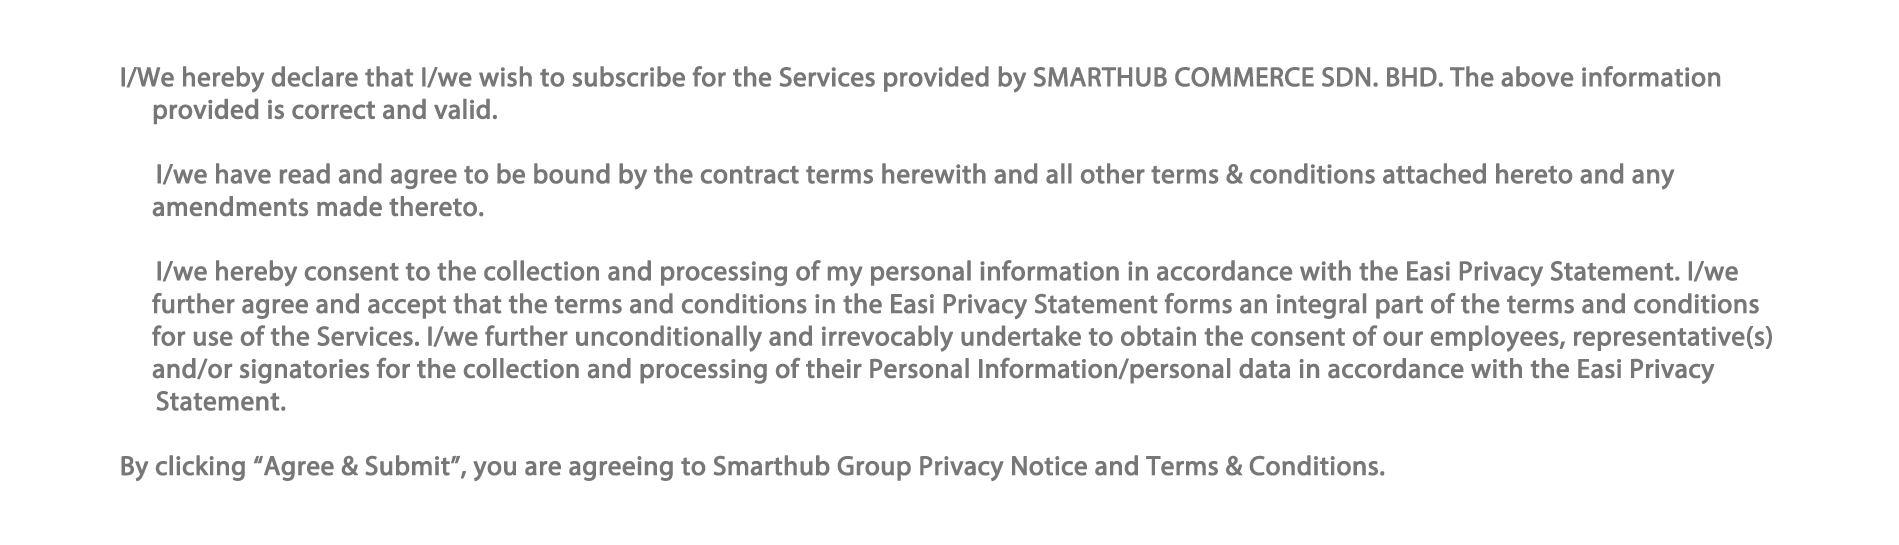 I/We hereby declare that I/we wish to subscribe for the Services provided by SMARTHUB COMMERCE SDN. BHD. The above information
provided is correct and valid.
I/we have read and agree to be bound by the contract terms herewith and all other terms & conditions attached hereto and any
amendments made thereto.
I/we hereby consent to the collection and processing of my personal information in accordance with the Easi Privacy Statement. I/we
further agree and accept that the terms and conditions in the Easi Privacy Statement forms an integral part of the terms and conditions
for use of the Services. I/we further unconditionally and irrevocably undertake to obtain the consent of our employees, representative(s)
and/or signatories for the collection and processing of their Personal Information/personal data in accordance with the Easi Privacy
Statement.
By clicking “Agree & Submit”, you are agreeing to Smarthub Group Privacy Notice and Terms & Conditions.